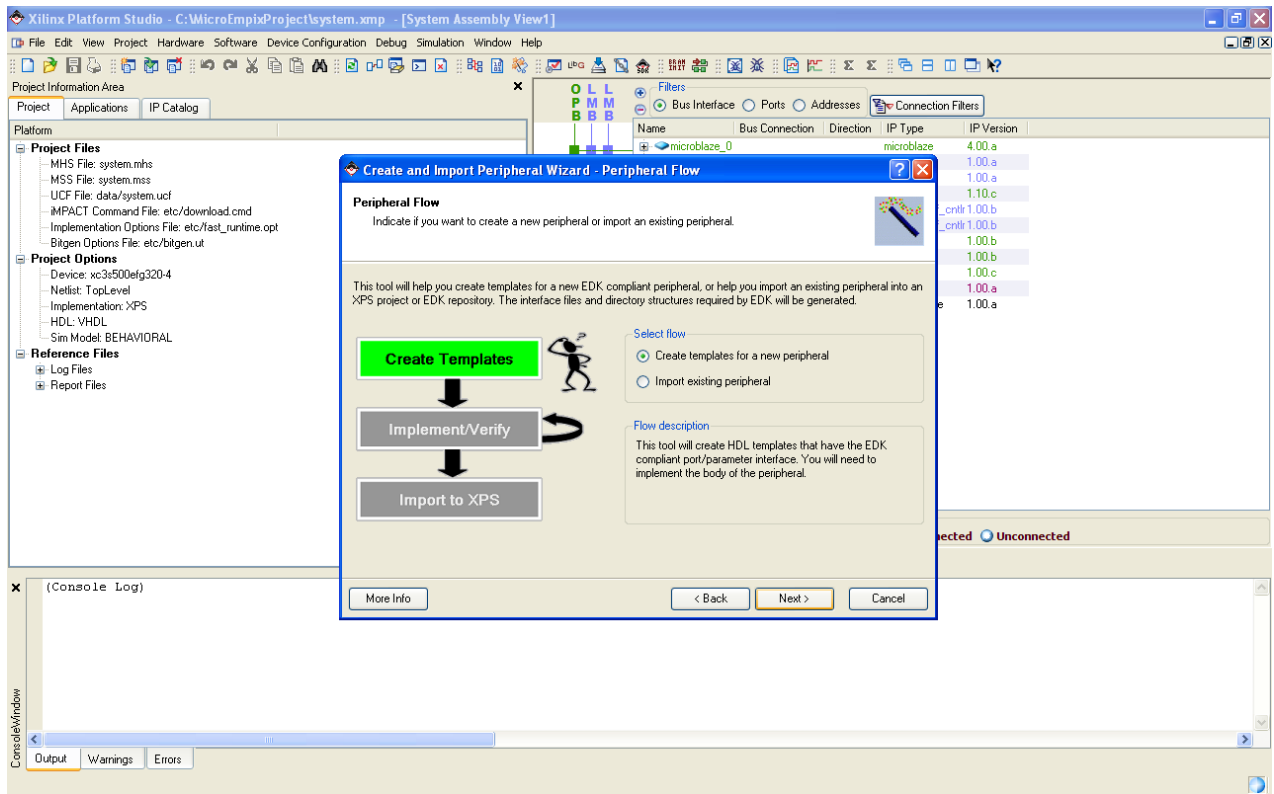 Xilinx Platform Studio - C:\MicroEmpixProject\system.xmp - [System Assembly View1]
File Edit View Project Hardware Software Device Configuration Debug Simulation Window Help
Project Information Area
Project Applications IP Catalog
Platform
Project Files
MHS File: system.mhs
MSS File: system.mss
UCF File: data/system.ucf
iMPACT Command File: etc/download.cmd
Implementation Options File: etc/fast_runtime.opt
Bitgen Options File: etc/bitgen.ut
Project Options
Device: xc3s500efg320-4
Netlist: TopLevel
Implementation: XPS
HDL: VHDL
Sim Model: BEHAVIORAL
Reference Files
Log Files
Report Files
O L L
P M M
B B B
Filters
Bus Interface Ports Addresses Connection Filters
Name Bus Connection Direction IP Type IP Version
microblaze_0 microblaze 4.00.a
1.00.a
1.00.a
1.10.c
_cntlr 1.00.b
_cntlr 1.00.b
1.00.b
1.00.b
1.00.c
1.00.a
e 1.00.a
nected Unconnected
Create and Import Peripheral Wizard - Peripheral Flow
Peripheral Flow
Indicate if you want to create a new peripheral or import an existing peripheral.
This tool will help you create templates for a new EDK compliant peripheral, or help you import an existing peripheral into an
XPS project or EDK repository. The interface files and directory structures required by EDK will be generated.
Create Templates
Implement/Verify
Import to XPS
Select flow
Create templates for a new peripheral
Import existing peripheral
Flow description
This tool will create HDL templates that have the EDK
compliant port/parameter interface. You will need to
implement the body of the peripheral.
More Info < Back Next > Cancel
(Console Log)
ConsoleWindow
Output Warnings Errors